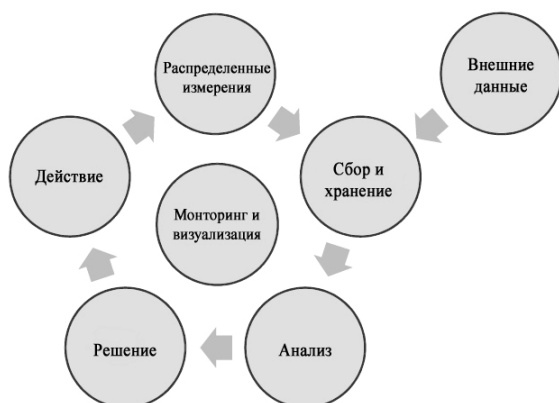 Распределенные
измерения
Внешние
данные
Действие
Сбор и
хранение
Монторинг и
визуализация
Решение
Анализ